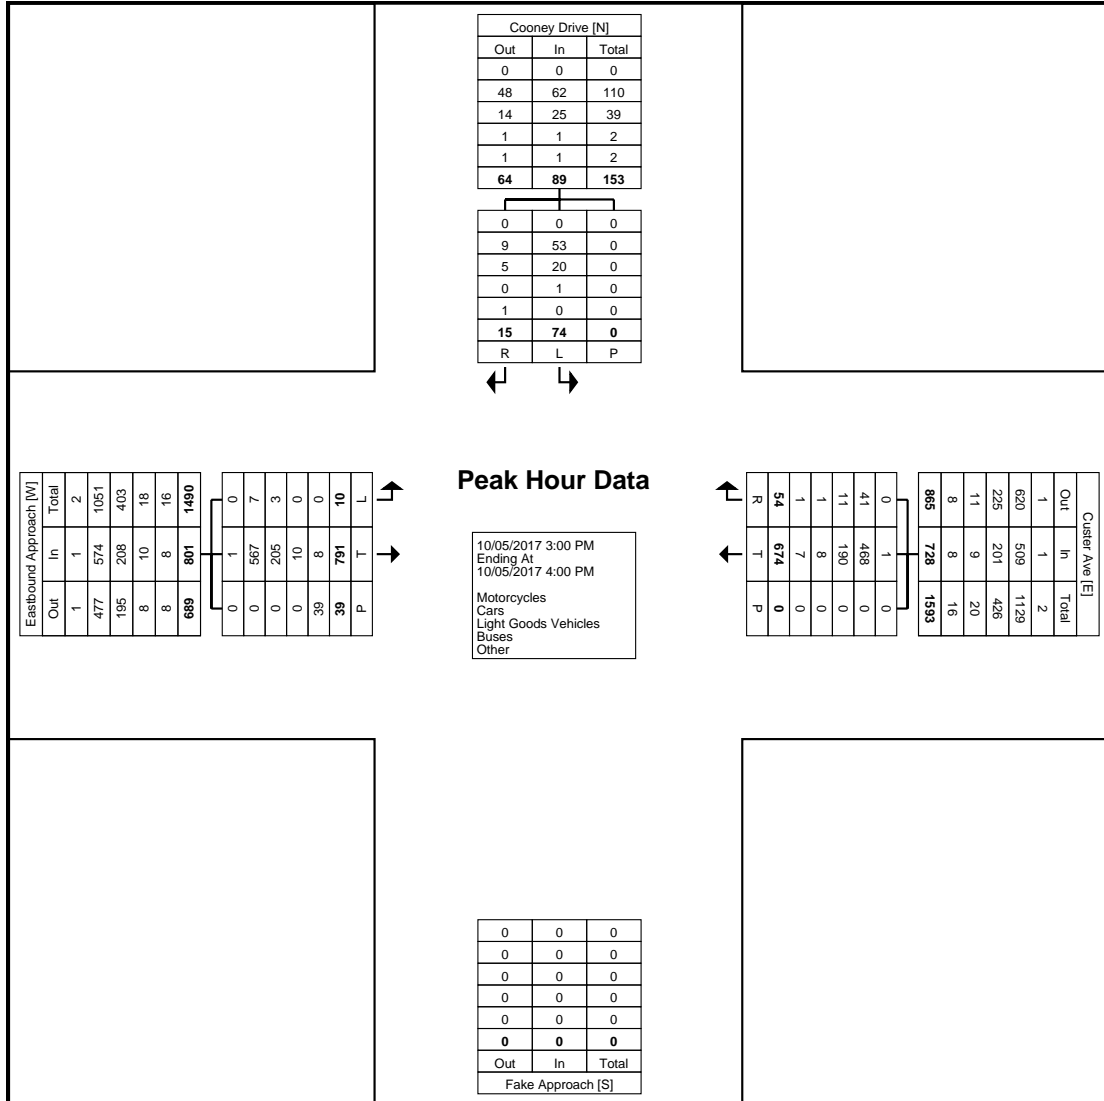 Cooney Drive [N]
Out In Total
0 0 0
48 62 110
14 25 39
1 1 2
1 1 2
64 89 153
0 0 0
9 53 0
5 20 0
0 1 0
1 0 0
15 74 0
R L P
Eastbound Approach [W]
Total In Out
2 1 1
1051 574 477
403 208 195
18 10 8
16 8 8
1490 801 689
0 1 0
7 567 0
3 205 0
0 10 0
0 8 39
10 791 39
L T P
Peak Hour Data
10/05/2017 3:00 PM
Ending At
10/05/2017 4:00 PM
Motorcycles
Cars
Light Goods Vehicles
Buses
Other
Custer Ave [E]
Out In Total
1 1 2
620 509 1129
225 201 426
11 9 20
8 8 16
865 728 1593
0 1 0
41 468 0
11 190 0
1 8 0
1 7 0
54 674 0
R T P
0 0 0
0 0 0
0 0 0
0 0 0
0 0 0
0 0 0
Out In Total
Fake Approach [S]